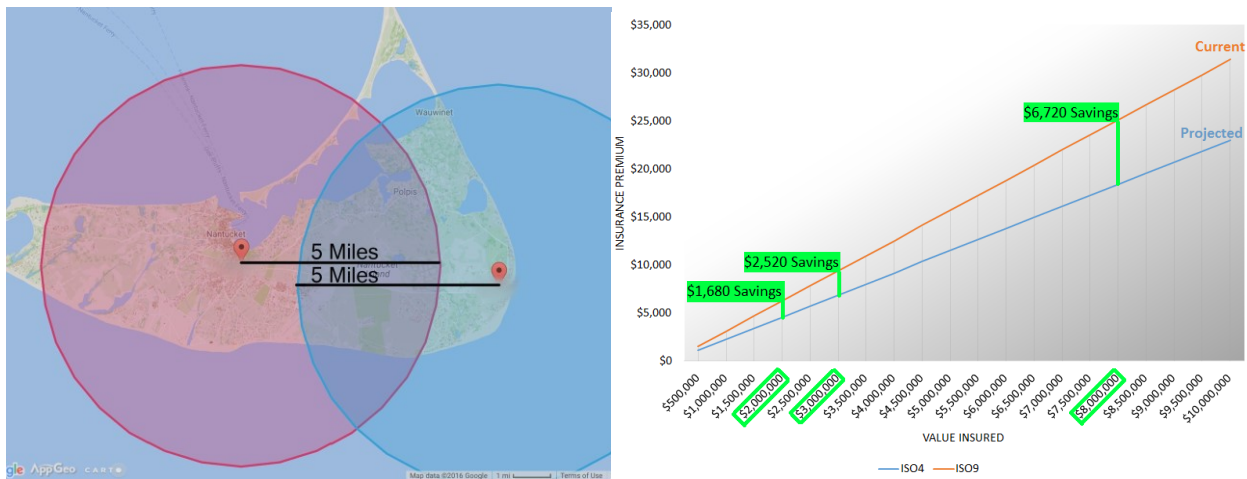 Wauwinet
Polpis
Nantucket
5 Miles
5 Miles
gle AppGeo CARTO
Map data ©2016 Google
1 mi
Terms of Use
$35,000
$30,000
$25,000
$20,000
$15,000
$10,000
$5,000
$0
INSURANCE PREMIUM
Current
Projected
$6,720 Savings
$2,520 Savings
$1,680 Savings
$500,000
$1,000,000
$1,500,000
$2,000,000
$2,500,000
$3,000,000
$3,500,000
$4,000,000
$4,500,000
$5,000,000
$5,500,000
$6,000,000
$6,500,000
$7,000,000
$7,500,000
$8,000,000
$8,500,000
$9,000,000
$9,500,000
$10,000,000
VALUE INSURED
ISO4 ISO9